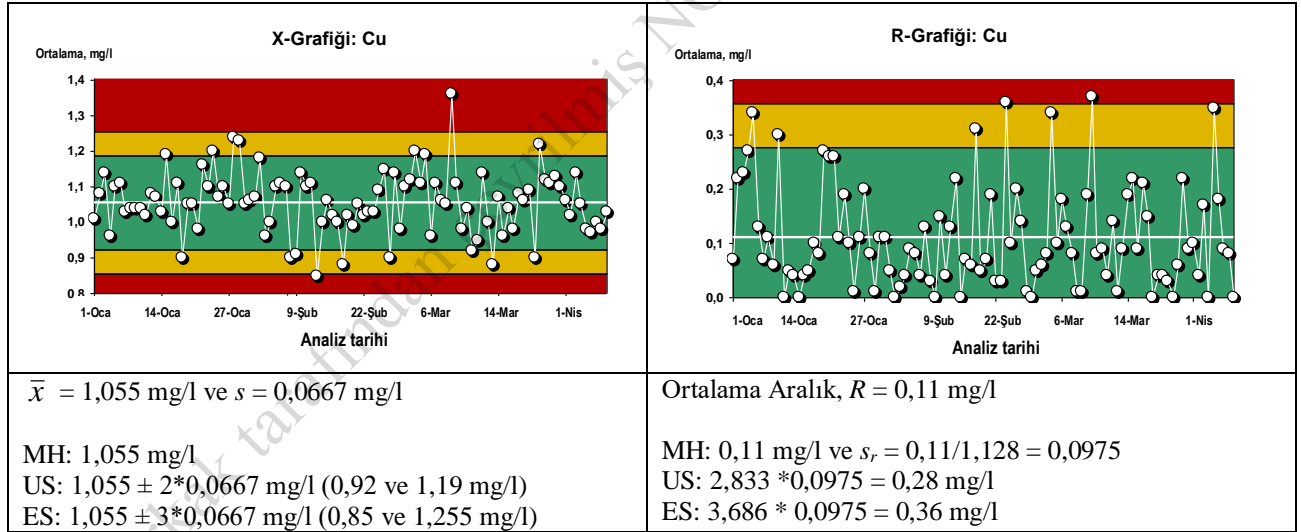 X-Grafiği: Cu
Ortalama, mg/l
1,4
1,3
1,2
1,1
1,0
0,9
0,8
1-Oca 14-Oca 27-Oca 9-Şub 22-Şub 6-Mar 14-Mar 1-Nis
Analiz tarihi
R-Grafiği: Cu
Ortalama, mg/l
0,4
0,3
0,2
0,1
0,0
1-Oca 14-Oca 27-Oca 9-Şub 22-Şub 6-Mar 14-Mar 1-Nis
Analiz tarihi
x̄ = 1,055 mg/l ve s = 0,0667 mg/l
MH: 1,055 mg/l
US: 1,055 ± 2*0,0667 mg/l (0,92 ve 1,19 mg/l)
ES: 1,055 ± 3*0,0667 mg/l (0,85 ve 1,255 mg/l)
Ortalama Aralık, R = 0,11 mg/l
MH: 0,11 mg/l ve sr = 0,11/1,128 = 0,0975
US: 2,833 *0,0975 = 0,28 mg/l
ES: 3,686 * 0,0975 = 0,36 mg/l
tarafından